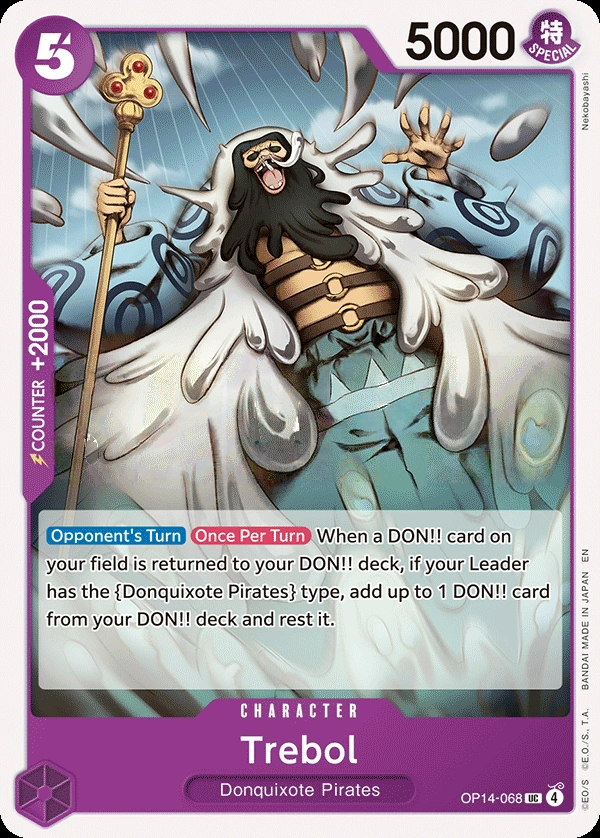 5
5000
特
SPECIAL
Nekobayashi
COUNTER +2000
Opponent's Turn Once Per Turn When a DON!! card on
your field is returned to your DON!! deck, if your Leader
has the {Donquixote Pirates} type, add up to 1 DON!! card
from your DON!! deck and rest it.
CHARACTER
Trebol
Donquixote Pirates
OP14-068 UC 4
©EO/S ©E.O./S., T.A. BANDAI MADE IN JAPAN EN